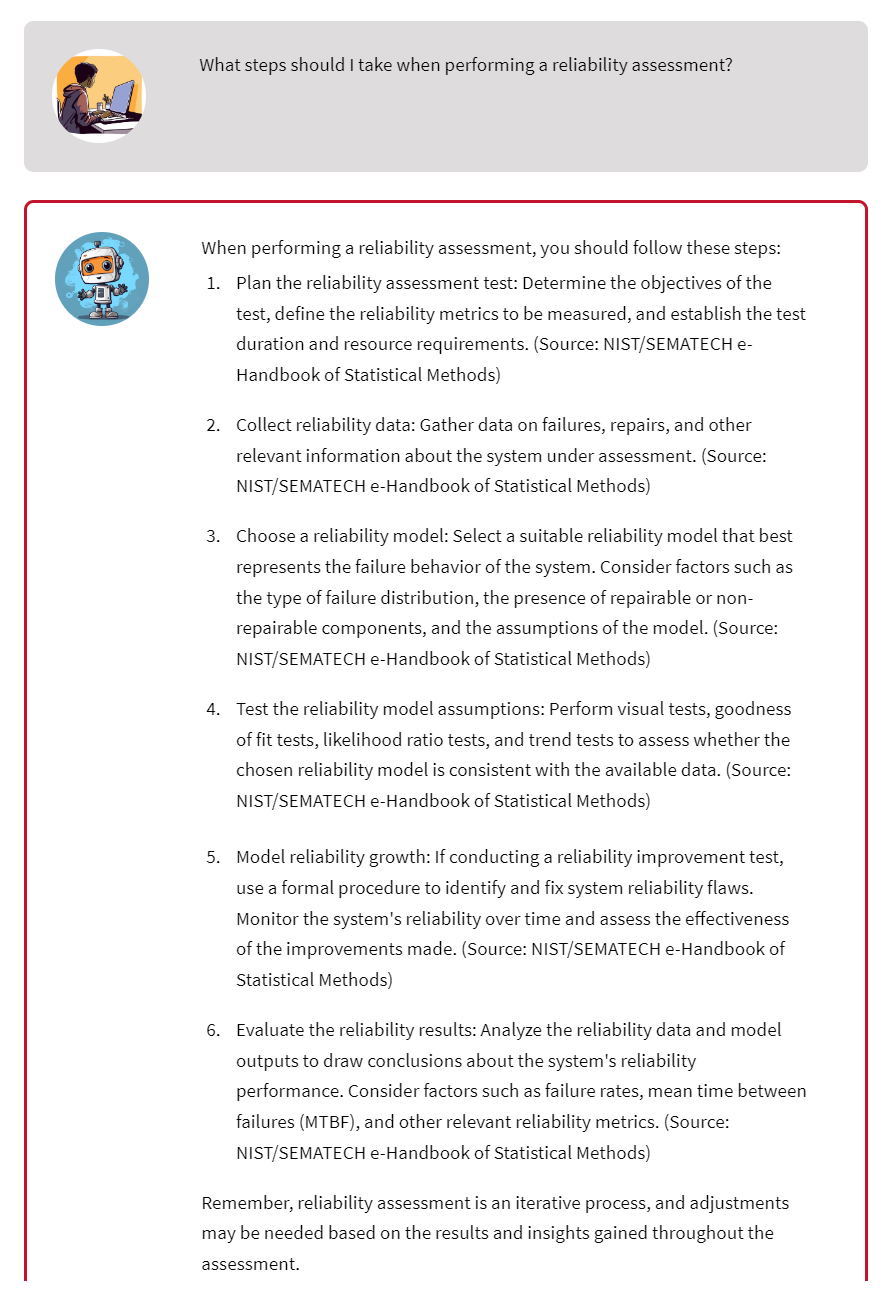 What steps should I take when performing a reliability assessment?
When performing a reliability assessment, you should follow these steps:
1. Plan the reliability assessment test: Determine the objectives of the
test, define the reliability metrics to be measured, and establish the test
duration and resource requirements. (Source: NIST/SEMATECH e-
Handbook of Statistical Methods)
2. Collect reliability data: Gather data on failures, repairs, and other
relevant information about the system under assessment. (Source:
NIST/SEMATECH e-Handbook of Statistical Methods)
3. Choose a reliability model: Select a suitable reliability model that best
represents the failure behavior of the system. Consider factors such as
the type of failure distribution, the presence of repairable or non-
repairable components, and the assumptions of the model. (Source:
NIST/SEMATECH e-Handbook of Statistical Methods)
4. Test the reliability model assumptions: Perform visual tests, goodness
of fit tests, likelihood ratio tests, and trend tests to assess whether the
chosen reliability model is consistent with the available data. (Source:
NIST/SEMATECH e-Handbook of Statistical Methods)
5. Model reliability growth: If conducting a reliability improvement test,
use a formal procedure to identify and fix system reliability flaws.
Monitor the system's reliability over time and assess the effectiveness
of the improvements made. (Source: NIST/SEMATECH e-Handbook of
Statistical Methods)
6. Evaluate the reliability results: Analyze the reliability data and model
outputs to draw conclusions about the system's reliability
performance. Consider factors such as failure rates, mean time between
failures (MTBF), and other relevant reliability metrics. (Source:
NIST/SEMATECH e-Handbook of Statistical Methods)
Remember, reliability assessment is an iterative process, and adjustments
may be needed based on the results and insights gained throughout the
assessment.